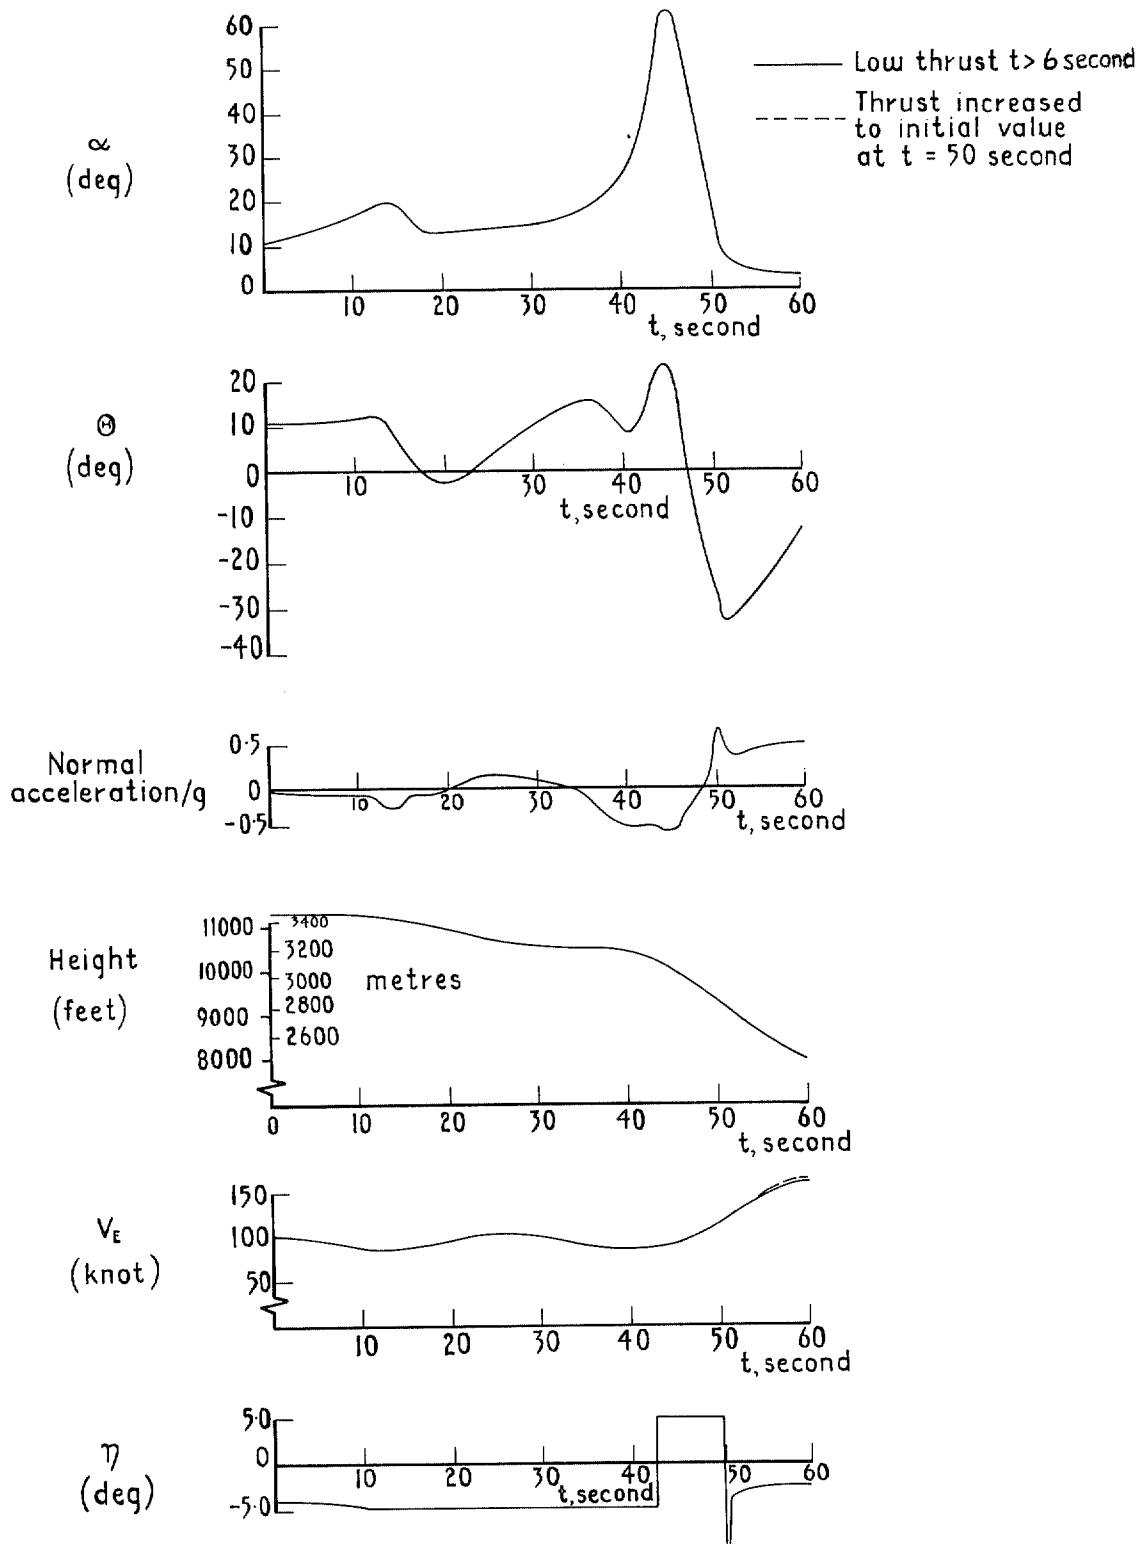 60
50
40
30
20
10
0
α
(deg)
10 20 30 40 50 60
t, second
Low thrust t> 6 second
Thrust increased
to initial value
at t = 50 second
20
10
0
-10
-20
-30
-40
Θ
(deg)
10 30 40 50 60
t, second
Normal
acceleration/g
0·5
0
-0·5
10 20 30 40 50 60
t, second
Height
(feet)
11000
10000
9000
8000
3400
3200
3000
2800
2600
metres
0 10 20 30 40 50 60
t, second
VE
(knot)
150
100
50
10 20 30 40 50 60
t, second
η
(deg)
5·0
0
-5·0
10 20 30 40 50 60
t, second